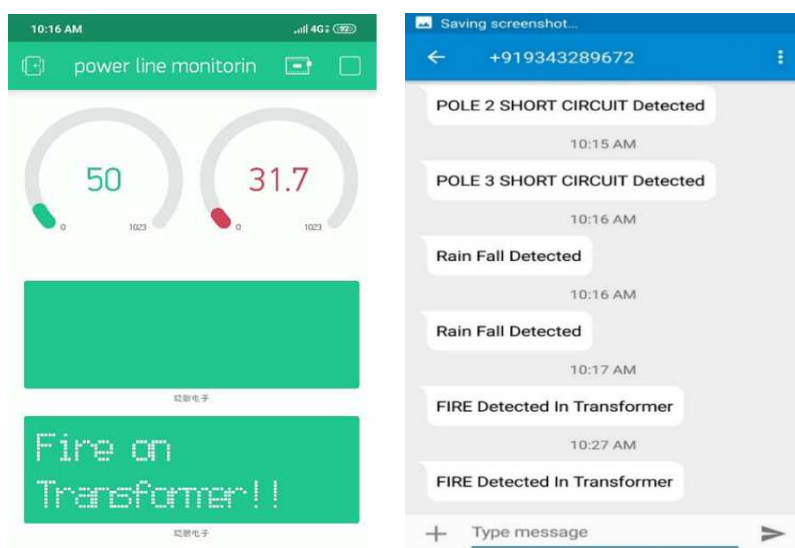 10:16 AM
4G
92
power line monitorin
50
31.7
0
1023
0
1023
Fire on
Transformer!!
Saving screenshot...
+919343289672
POLE 2 SHORT CIRCUIT Detected
10:15 AM
POLE 3 SHORT CIRCUIT Detected
10:16 AM
Rain Fall Detected
10:16 AM
Rain Fall Detected
10:17 AM
FIRE Detected In Transformer
10:27 AM
FIRE Detected In Transformer
Type message